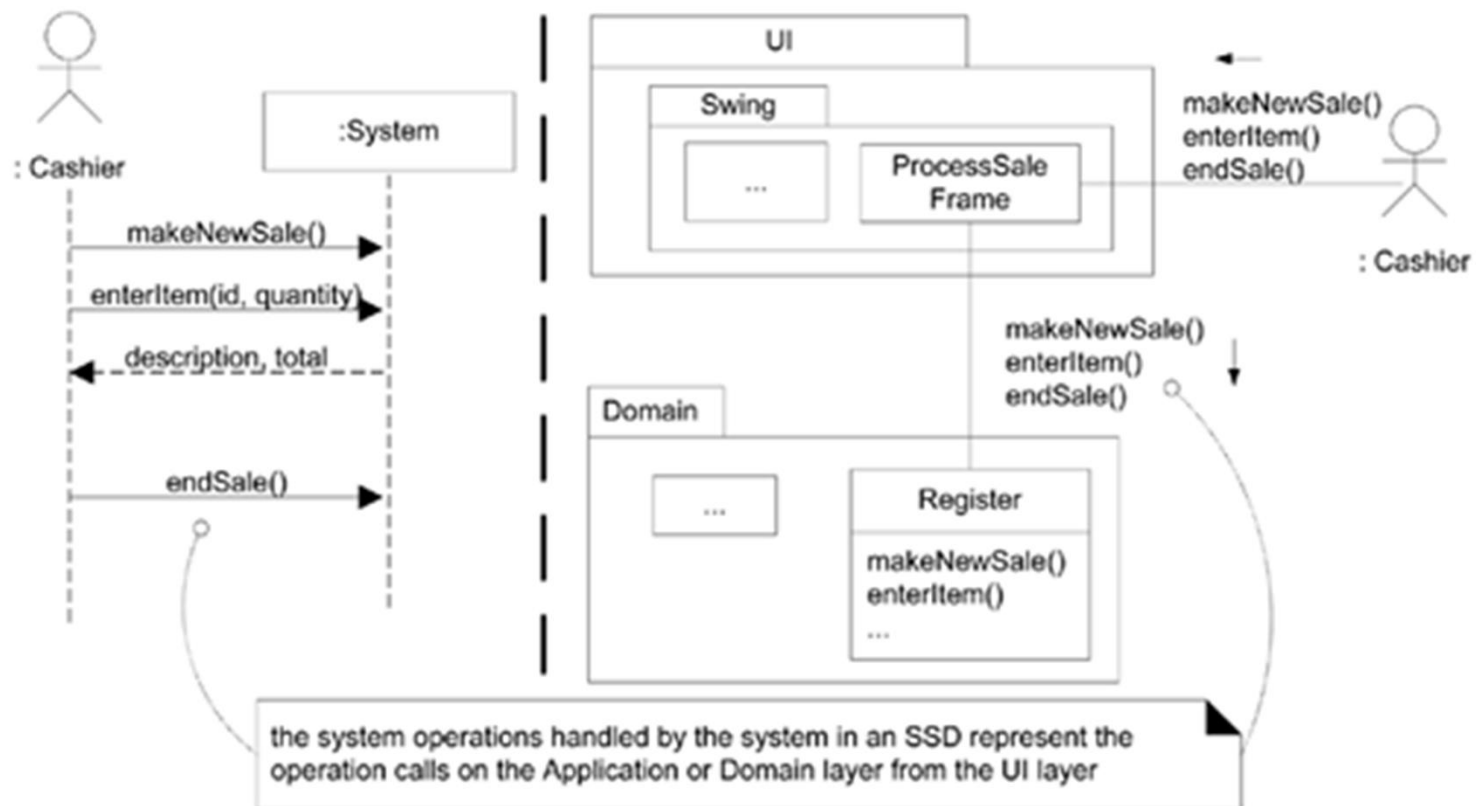 : Cashier
:System
makeNewSale()
enterItem(id, quantity)
description, total
endSale()
UI
Swing
...
ProcessSale
Frame
makeNewSale()
enterItem()
endSale()
: Cashier
makeNewSale()
enterItem()
endSale()
Domain
...
Register
makeNewSale()
enterItem()
...
the system operations handled by the system in an SSD represent the
operation calls on the Application or Domain layer from the UI layer